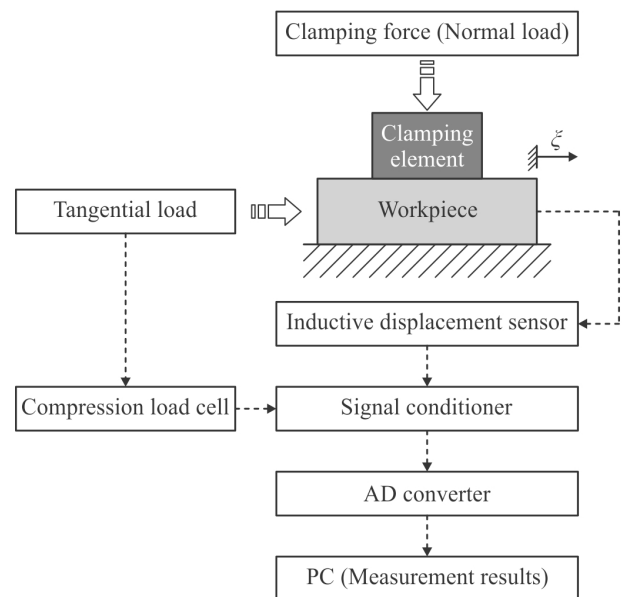 Clamping force (Normal load)
Clamping
element
ξ
Tangential load
Workpiece
Inductive displacement sensor
Compression load cell
Signal conditioner
AD converter
PC (Measurement results)